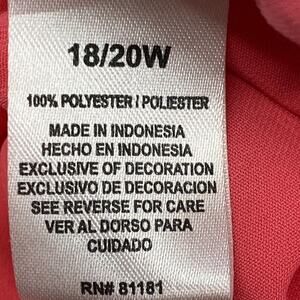 18/20W
100% POLYESTER / POLIESTER
MADE IN INDONESIA
HECHO EN INDONESIA
EXCLUSIVE OF DECORATION
EXCLUSIVO DE DECORACION
SEE REVERSE FOR CARE
VER AL DORSO PARA
CUIDADO
RN# 81181